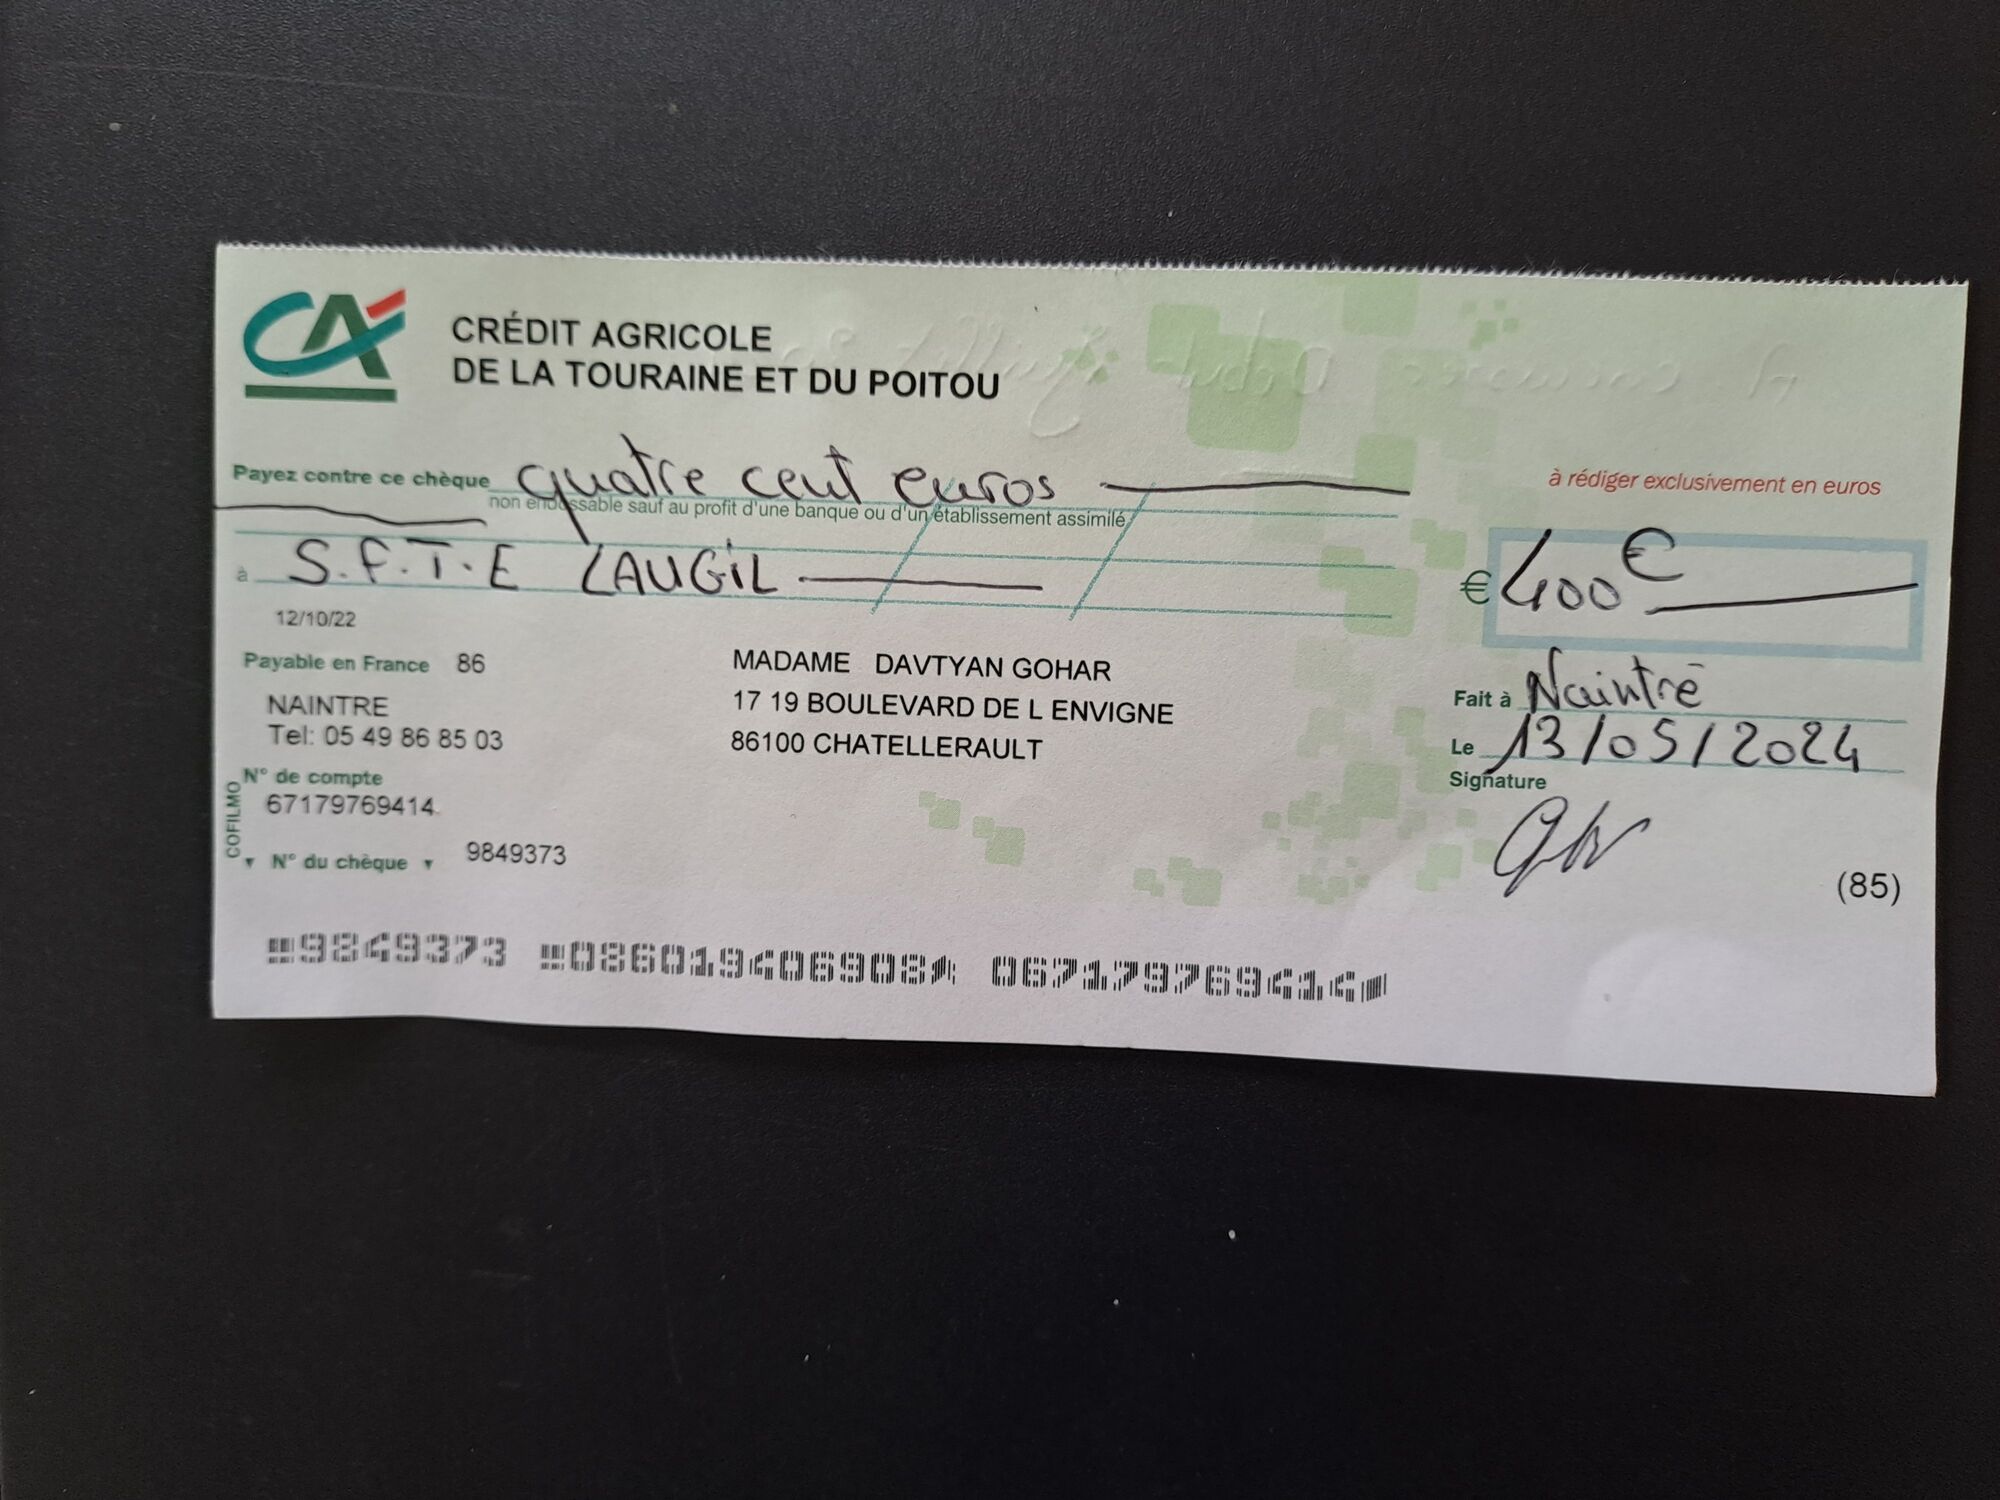 CA
CRÉDIT AGRICOLE
DE LA TOURAINE ET DU POITOU
Payez contre ce chèque quatre cent euros
non endossable sauf au profit d'une banque ou d'un établissement assimilé
à rédiger exclusivement en euros
à S.F.T.E LAUGIL
€ 400 €
12/10/22
Payable en France 86
NAINTRE
Tel: 05 49 86 85 03
MADAME DAVTYAN GOHAR
17 19 BOULEVARD DE L ENVIGNE
86100 CHATELLERAULT
Fait à Naintré
Le 13/05/2024
Signature
N° de compte
67179769414
COFILMO
N° du chèque 9849373
(85)
9849373 086019406908 067179769414